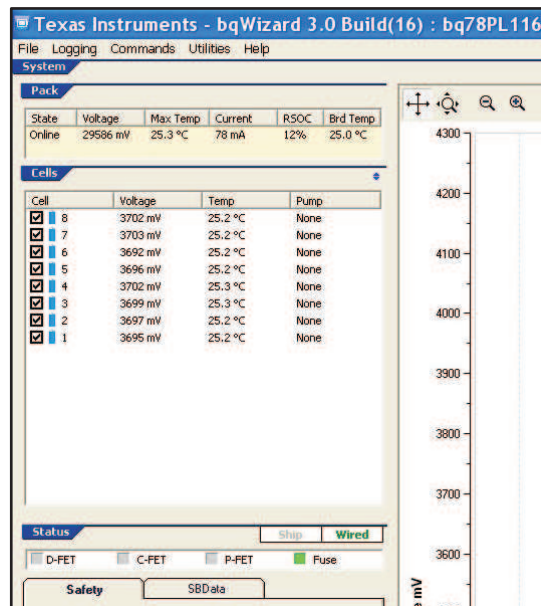 Texas Instruments - bqWizard 3.0 Build(16) : bq78PL116
File Logging Commands Utilities Help
System
Pack
State Voltage Max Temp Current RSOC Brd Temp
Online 29586 mV 25.3 °C 78 mA 12% 25.0 °C
Cells
Cell Voltage Temp Pump
8 3702 mV 25.2 °C None
7 3703 mV 25.2 °C None
6 3692 mV 25.2 °C None
5 3696 mV 25.2 °C None
4 3702 mV 25.3 °C None
3 3699 mV 25.3 °C None
2 3697 mV 25.2 °C None
1 3695 mV 25.2 °C None
Status Ship Wired
D-FET C-FET P-FET Fuse
Safety SBData
4300
4200
4100
4000
3900
3800
3700
3600
mV